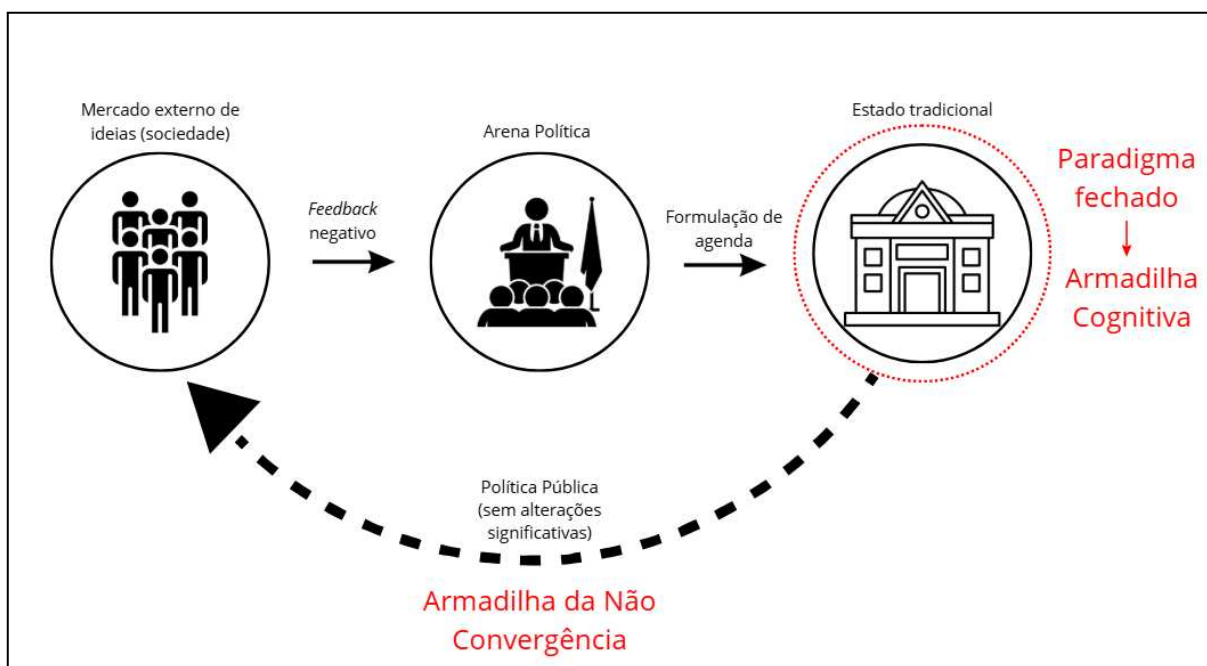 Mercado externo de
ideias (sociedade)
Feedback
negativo
Arena Política
Formulação de
agenda
Estado tradicional
Paradigma
fechado
Armadilha
Cognitiva
Política Pública
(sem alterações
significativas)
Armadilha da Não
Convergência